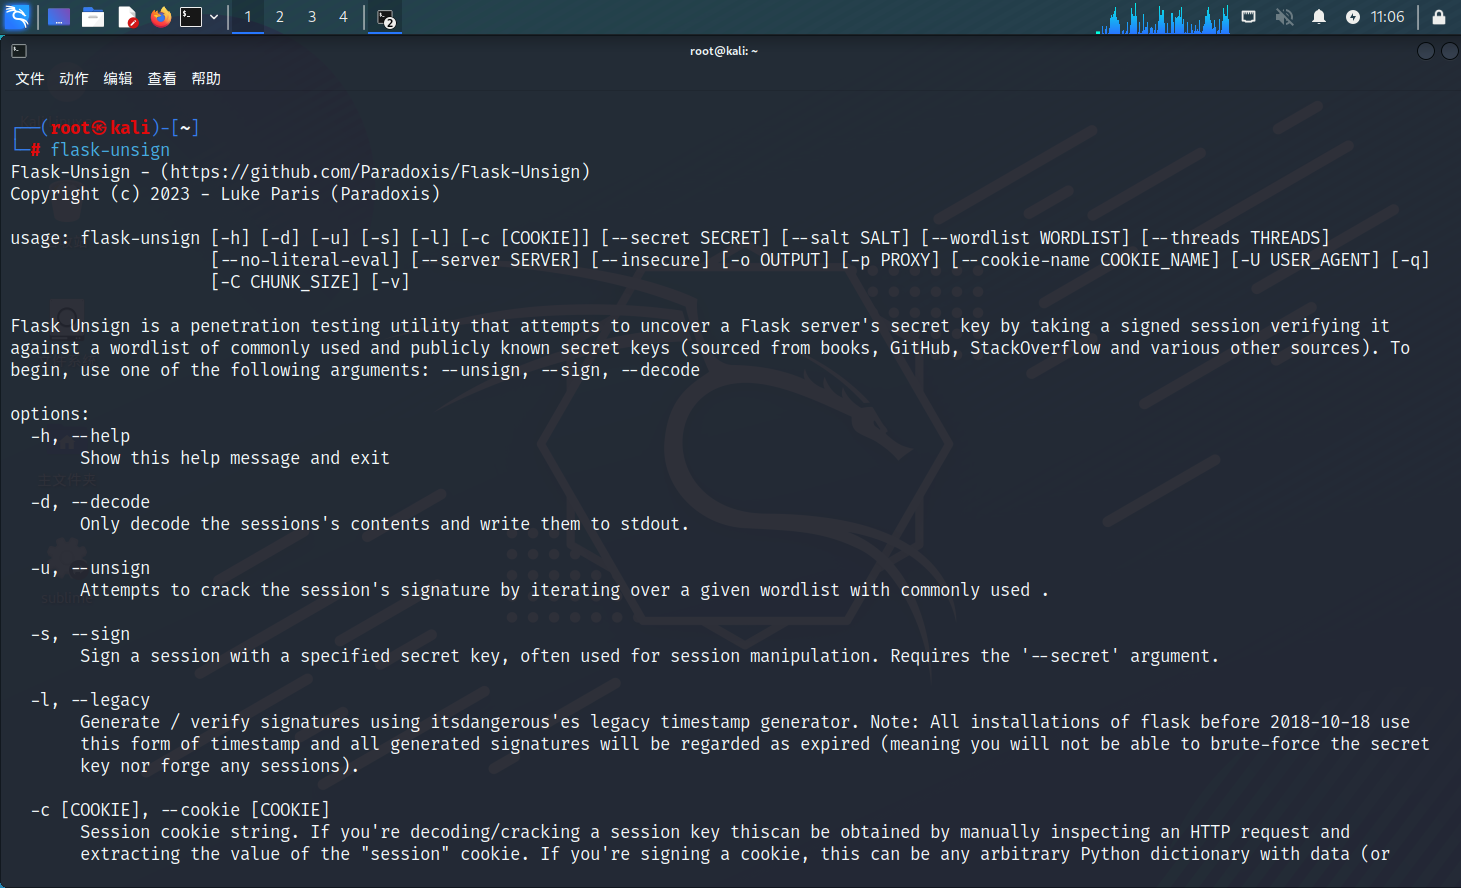 1 2 3 4 2 11:06
root@kali: ~
文件 动作 编辑 查看 帮助
┌──(root㉿kali)-[~]
└─# flask-unsign
Flask-Unsign - (https://github.com/Paradoxis/Flask-Unsign)
Copyright (c) 2023 - Luke Paris (Paradoxis)
usage: flask-unsign [-h] [-d] [-u] [-s] [-l] [-c [COOKIE]] [--secret SECRET] [--salt SALT] [--wordlist WORDLIST] [--threads THREADS]
[--no-literal-eval] [--server SERVER] [--insecure] [-o OUTPUT] [-p PROXY] [--cookie-name COOKIE_NAME] [-U USER_AGENT] [-q]
[-C CHUNK_SIZE] [-v]
Flask Unsign is a penetration testing utility that attempts to uncover a Flask server's secret key by taking a signed session verifying it
against a wordlist of commonly used and publicly known secret keys (sourced from books, GitHub, StackOverflow and various other sources). To
begin, use one of the following arguments: --unsign, --sign, --decode
options:
-h, --help
Show this help message and exit
-d, --decode
Only decode the sessions's contents and write them to stdout.
-u, --unsign
Attempts to crack the session's signature by iterating over a given wordlist with commonly used .
-s, --sign
Sign a session with a specified secret key, often used for session manipulation. Requires the '--secret' argument.
-l, --legacy
Generate / verify signatures using itsdangerous'es legacy timestamp generator. Note: All installations of flask before 2018-10-18 use
this form of timestamp and all generated signatures will be regarded as expired (meaning you will not be able to brute-force the secret
key nor forge any sessions).
-c [COOKIE], --cookie [COOKIE]
Session cookie string. If you're decoding/cracking a session key thiscan be obtained by manually inspecting an HTTP request and
extracting the value of the "session" cookie. If you're signing a cookie, this can be any arbitrary Python dictionary with data (or